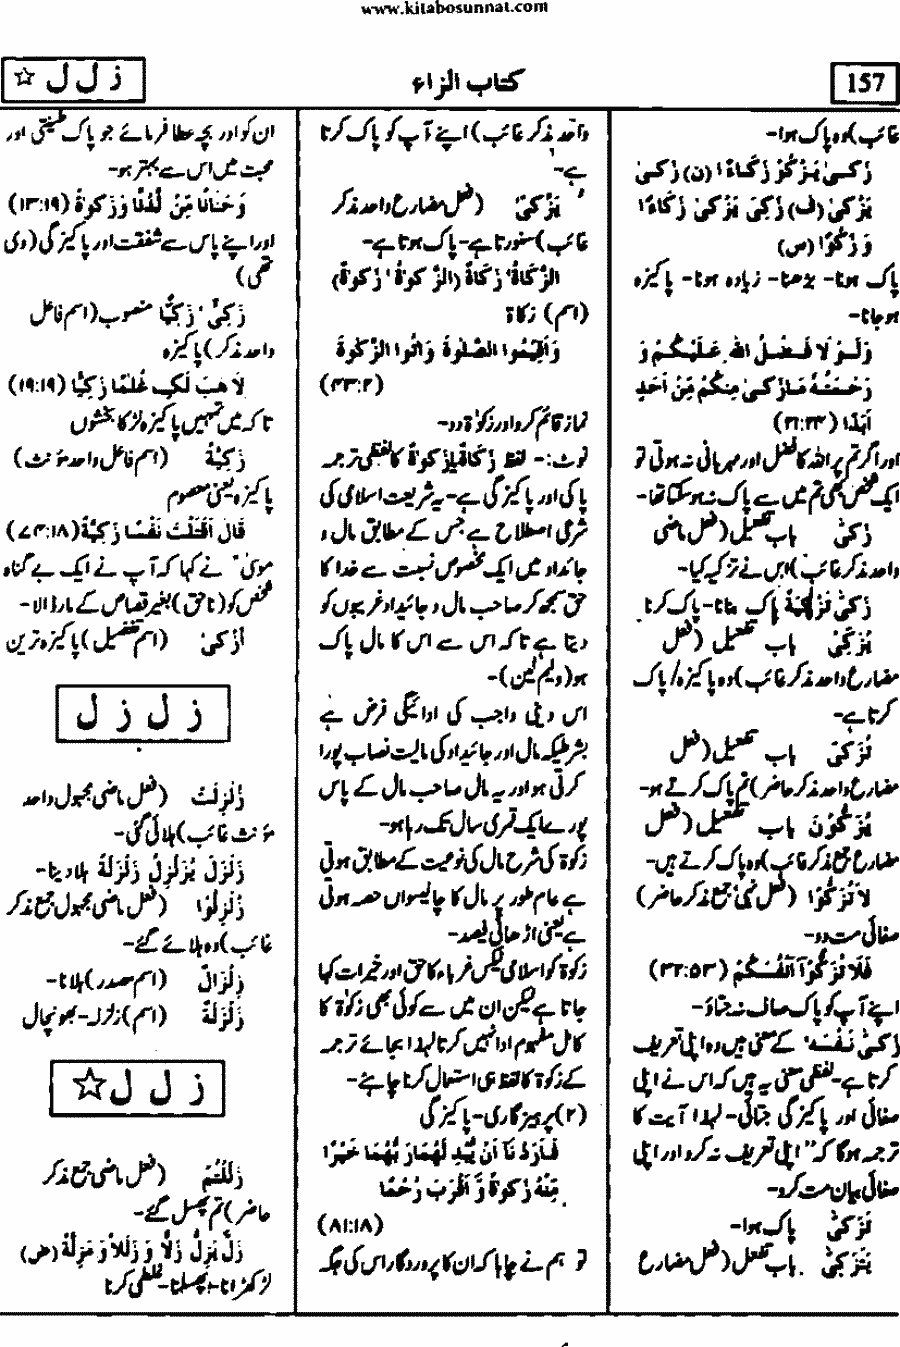 www.kitabosunnat.com
157
کتاب الزاء
ز ل ل ☆
غائب) وہ پاک ہوا۔
زَکٰی یَزْکُوْ زَکَاءً (ن) زَکٰی
یَزْکٰی (ف) زَکِیَ یَزْکٰی زَکَاءً
وَ زُکُوًّا (س)
پاک ہونا۔ بڑھنا۔ زیادہ ہونا۔ پاکیزہ
ہو جانا۔
وَلَوْ لَا فَضْلُ اللہِ عَلَیْکُمْ وَ
رَحْمَتُہٗ مَا زَکٰی مِنْکُمْ مِّنْ اَحَدٍ
اَبَدًا (۲۱:۲۴)
اور اگر تم پر اللہ کا فضل اور مہربانی نہ ہوتی تو
ایک شخص بھی تم میں سے پاک نہ ہو سکتا تھا۔
زَکّٰی باب تفعیل (فعل ماضی
واحد مذکر غائب) اس نے تزکیہ کیا۔
زَکّٰی تَزْکِیَۃً پاک بنانا۔ پاک کرنا۔
یُزَکِّیْ باب تفعیل (فعل
مضارع واحد مذکر غائب) وہ پاکیزہ/پاک
کرتا ہے۔
تُزَکِّیْ باب تفعیل (فعل
مضارع واحد مذکر حاضر) تم پاک کرتے ہو۔
یُزَکُّوْنَ باب تفعیل (فعل
مضارع جمع مذکر غائب) وہ پاک کرتے ہیں۔
لَا تُزَکُّوْا (فعل نہی جمع مذکر حاضر)
صفائی مت دو۔
فَلَا تُزَکُّوْآ اَنْفُسَکُمْ (۳۲:۵۳)
اپنے آپ کو پاک صاف نہ جتاؤ۔
زَکّٰی نَفْسَہٗ کے معنی ہیں وہ اپنی تعریف
کرتا ہے۔ لفظی معنی یہ ہیں کہ اس نے اپنی
صفائی اور پاکیزگی جتائی۔ لہذا آیت کا
ترجمہ ہوگا کہ "اپنی تعریف نہ کرو اور اپنی
صفائی بیان مت کرو۔
تَزَکّٰی پاک ہوا۔
یَتَزَکّٰی باب تفعل (فعل مضارع
واحد مذکر غائب) اپنے آپ کو پاک کرتا
ہے۔
یَزَّکّٰی (فعل مضارع واحد مذکر
غائب) سنورتا ہے۔ پاک ہوتا ہے۔
الزَّکَاۃُ' زَکَاۃٌ (الزَّکٰوۃُ' زَکٰوۃٌ)
(اسم) زکاۃ
وَاَقِیْمُوا الصَّلٰوۃَ وَاٰتُوا الزَّکٰوۃَ
(۴۳:۲)
نماز قائم کرو اور زکوٰۃ دو۔
نوٹ:۔ لفظ زَکَاۃٌ یا زَکٰوۃٌ کا لفظی ترجمہ
پاکی اور پاکیزگی ہے۔ یہ شریعت اسلامی کی
شرعی اصطلاح ہے جس کے مطابق مال و
جائداد میں ایک مخصوص نسبت سے خدا کا
حق سمجھ کر صاحب مال و جائیداد غریبوں کو
دیتا ہے تاکہ اس سے اس کا مال پاک
ہو (ولیم لین)۔
اس دینی واجب کی ادائیگی فرض ہے
بشرطیکہ مال اور جائیداد کی مالیت نصاب پورا
کرتی ہو اور یہ مال صاحب مال کے پاس
پورے ایک قمری سال تک رہا ہو۔
زکوٰۃ کی شرح مال کی نوعیت کے مطابق ہوتی
ہے عام طور پر مال کا چالیسواں حصہ ہوتی
ہے یعنی اڑھائی فیصد۔
زکوٰۃ کو اسلامی ٹیکس غرباء کا حق اور خیرات کہا
جاتا ہے لیکن ان میں سے کوئی بھی زکوٰۃ کا
کامل مفہوم ادا نہیں کرتا لہذا بجائے ترجمہ
کے زکوٰۃ کا لفظ ہی استعمال کرنا چاہئے۔
(۲) پرہیزگاری۔ پاکیزگی
فَاَرَدْنَآ اَنْ یُّبْدِلَھُمَا رَبُّھُمَا خَیْرًا
مِّنْہُ زَکٰوۃً وَّ اَقْرَبَ رُحْمًا
(۸۱:۱۸)
تو ہم نے چاہا کہ ان کا پروردگار اس کی جگہ
ان کو اور بچہ عطا فرمائے جو پاک طینتی اور
محبت میں اس سے بہتر ہو۔
وَحَنَانًا مِّنْ لَّدُنَّا وَزَکٰوۃً (۱۳:۱۹)
اور اپنے پاس سے شفقت اور پاکیزگی (دی
تھی)
زَکِیٌّ' زَکِیًّا منصوب (اسم فاعل
واحد مذکر) پاکیزہ
لِاَھَبَ لَکِ غُلٰمًا زَکِیًّا (۱۹:۱۹)
تاکہ میں تمہیں پاکیزہ لڑکا بخشوں
زَکِیَّۃٌ (اسم فاعل واحد مونث)
پاکیزہ یعنی معصوم
قَالَ اَقَتَلْتَ نَفْسًا زَکِیَّۃً (۷۴:۱۸)
موسیٰؑ نے کہا کہ آپ نے ایک بے گناہ
شخص کو (ناحق) بغیر قصاص کے مار ڈالا۔
اَزْکٰی (اسم تفضیل) پاکیزہ ترین
ز ل ز ل
زُلْزِلَتْ (فعل ماضی مجہول واحد
مونث غائب) ہلائی گئی۔
زَلْزَلَ یُزَلْزِلُ زَلْزَلَۃً ہلا دینا۔
زُلْزِلُوْا (فعل ماضی مجہول جمع مذکر
غائب) وہ ہلائے گئے۔
زِلْزَالٌ (اسم مصدر) ہلانا۔
زَلْزَلَۃٌ (اسم) زلزلہ۔ بھونچال
ز ل ل ☆
زَلَلْتُمْ (فعل ماضی جمع مذکر
حاضر) تم پھسل گئے۔
زَلَّ یَزِلُّ زَلًّا وَ زَلَلًا وَ مَزِلَّۃً (ض)
لڑکھڑانا۔ پھسلنا۔ غلطی کرنا